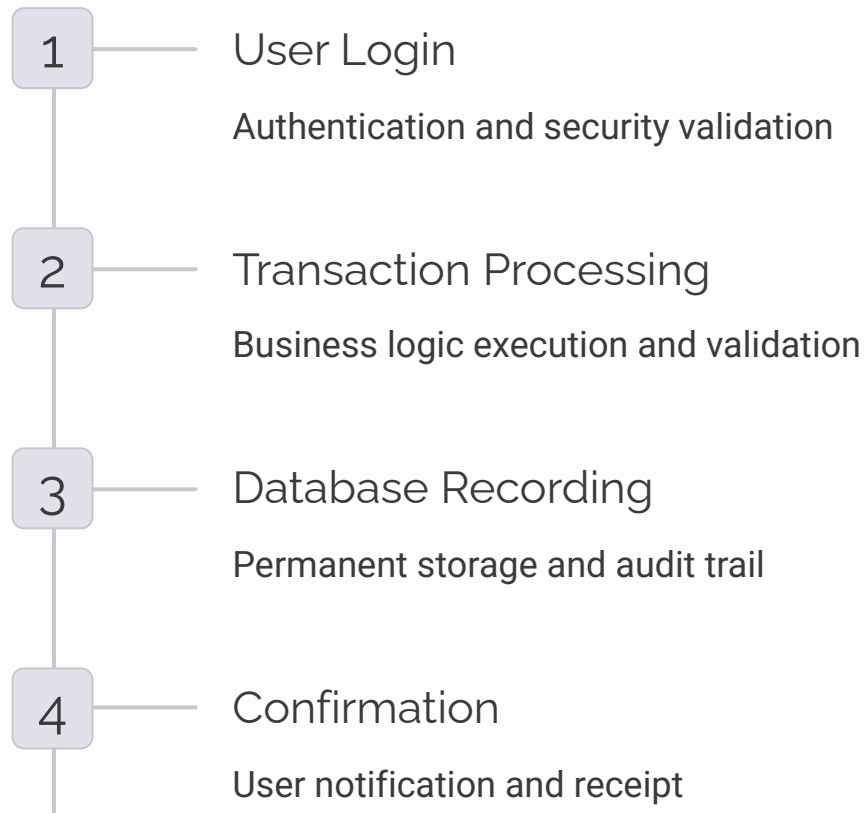 1 User Login
Authentication and security validation
2 Transaction Processing
Business logic execution and validation
3 Database Recording
Permanent storage and audit trail
4 Confirmation
User notification and receipt